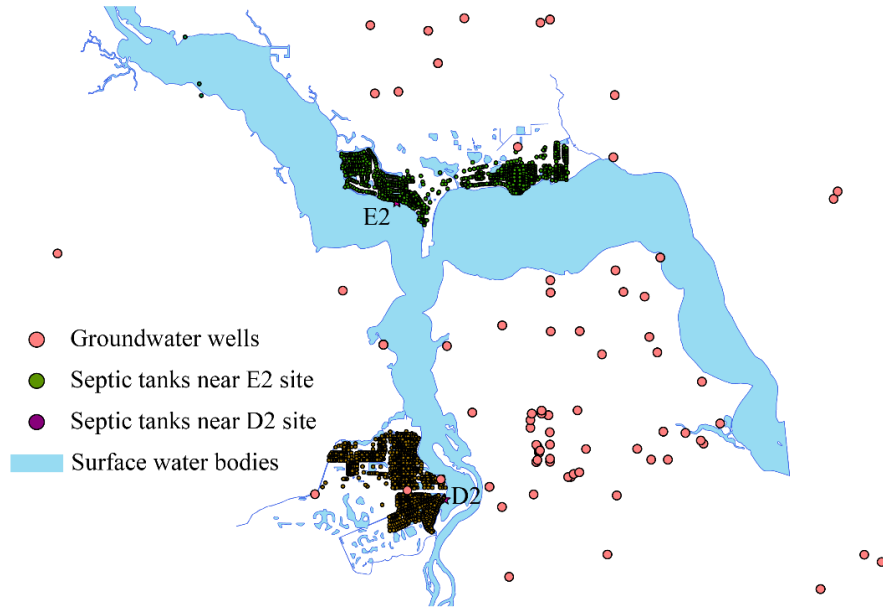 E2
Groundwater wells
Septic tanks near E2 site
Septic tanks near D2 site
Surface water bodies
D2